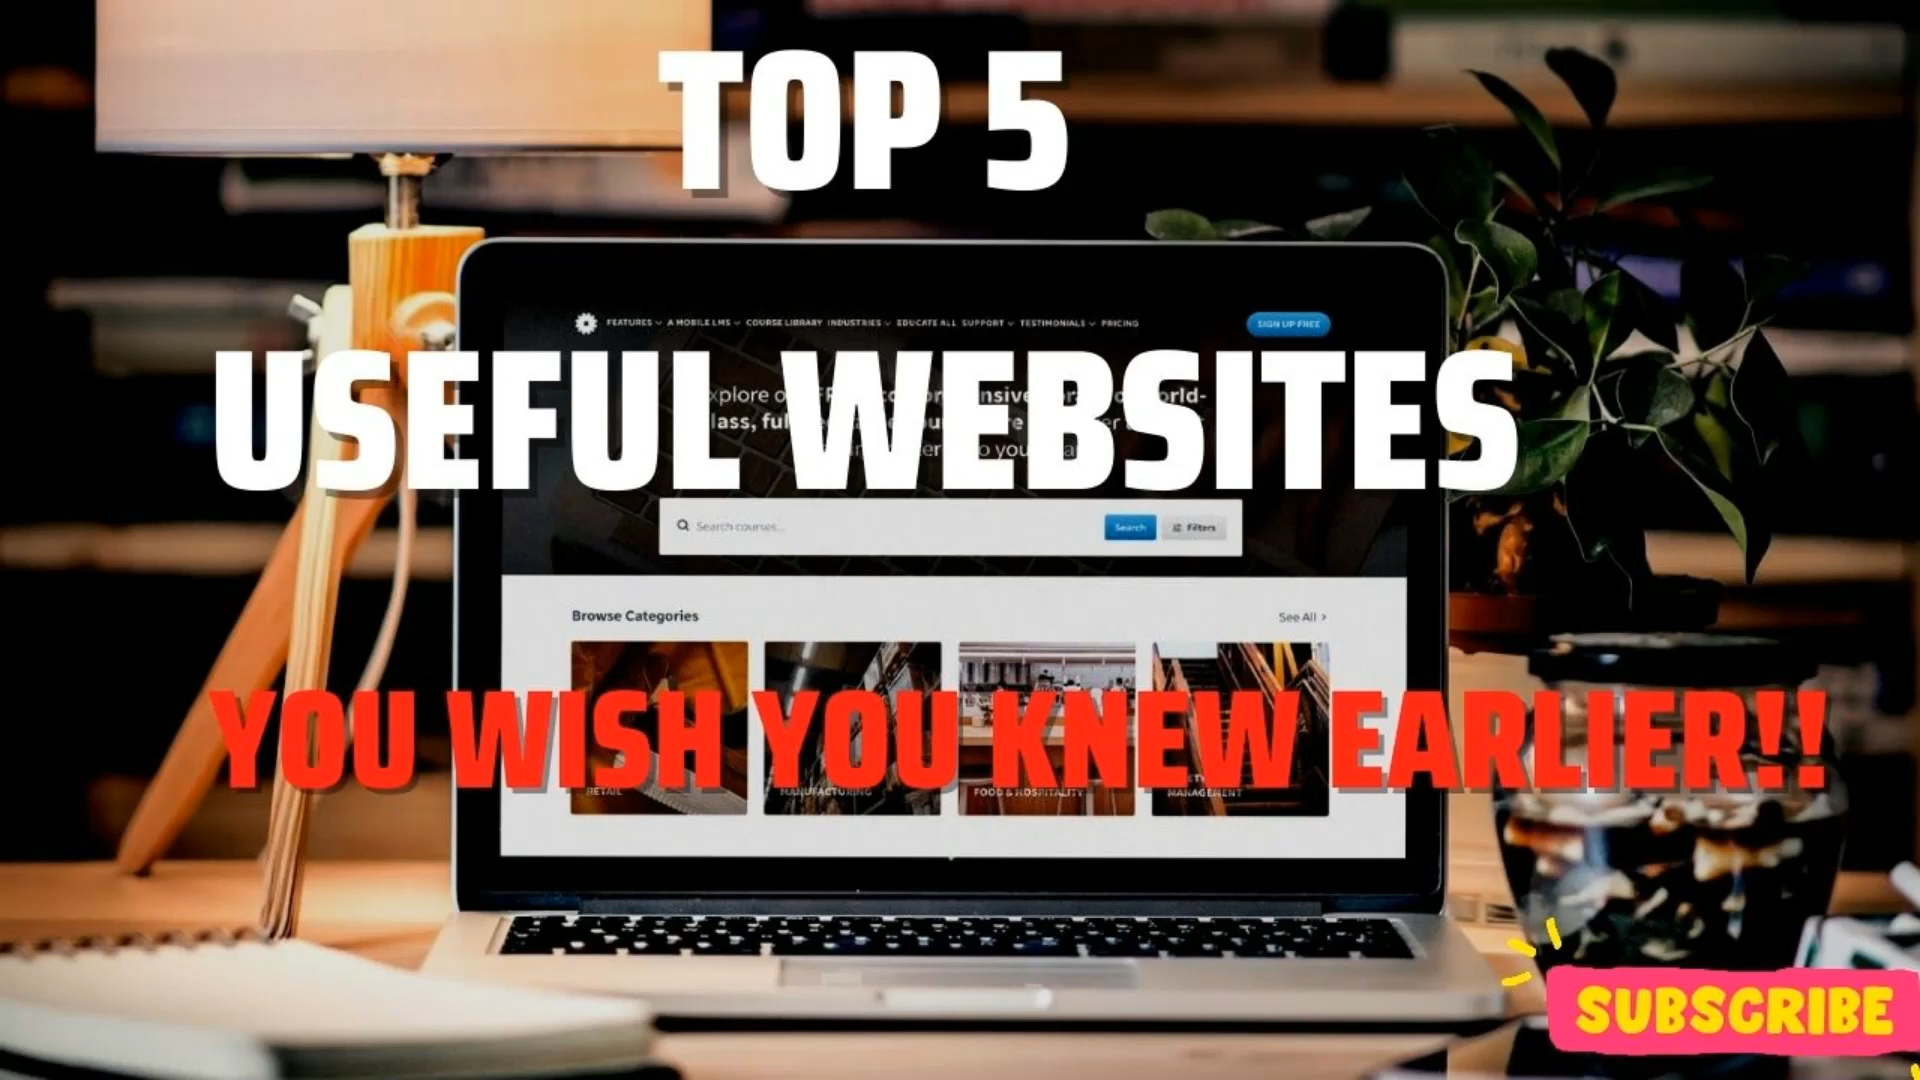 TOP 5
FEATURES A MOBILE LMS COURSE LIBRARY INDUSTRIES EDUCATE ALL SUPPORT TESTIMONIALS PRICING
SIGN UP FREE
USEFUL WEBSITES
Search courses...
Search
Filters
Browse Categories
See All >
YOU WISH YOU KNEW EARLIER!!
RETAIL
MANUFACTURING
FOOD & HOSPITALITY
MANAGEMENT
SUBSCRIBE